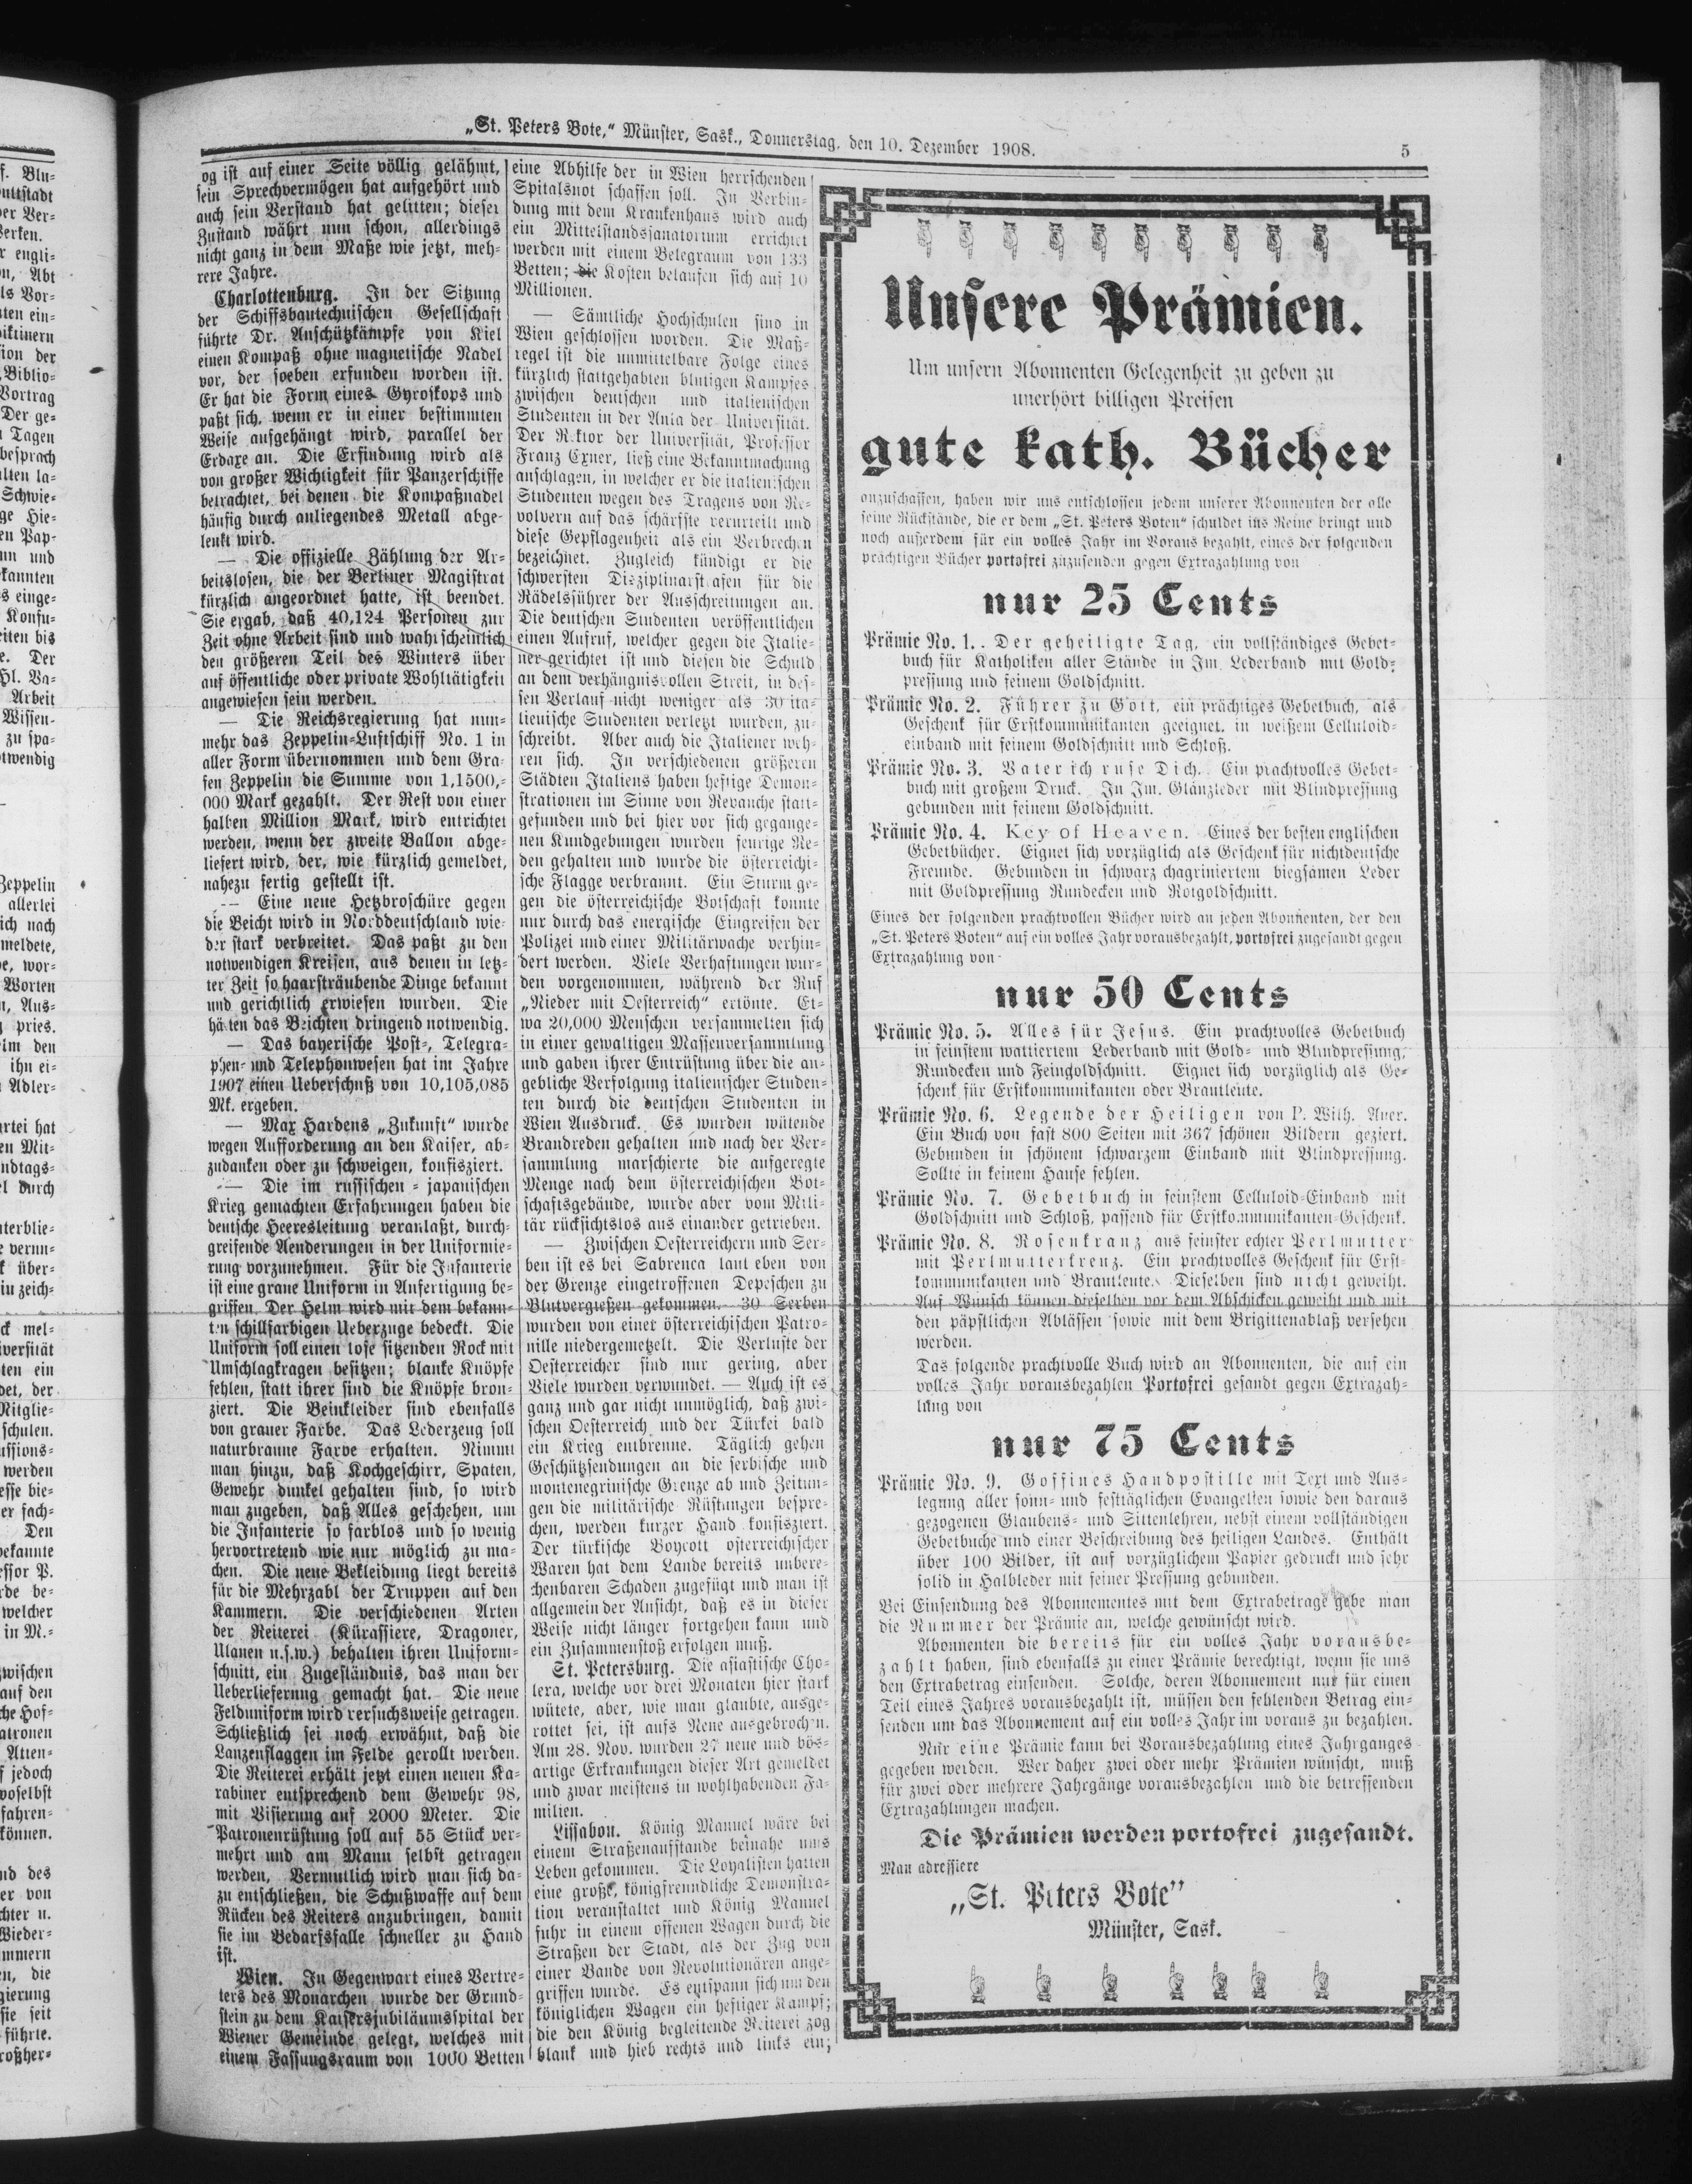 „St. Peters Bote," Münster, Sask., Donnerstag, den 10. Dezember 1908.
5
og ist auf einer Seite völlig gelähmt,
sein Sprechvermögen hat aufgehört und
auch sein Verstand hat gelitten; dieser
Zustand währt nun schon, allerdings
nicht ganz in dem Maße wie jetzt, meh-
rere Jahre.
Charlottenburg. In der Sitzung
der Schiffsbautechnischen Gesellschaft
führte Dr. Anschützkämpfe von Kiel
einen Kompaß ohne magnetische Nadel
vor, der soeben erfunden worden ist.
Er hat die Form eines Gyroskops und
paßt sich, wenn er in einer bestimmten
Weise aufgehängt wird, parallel der
Erdaxe an. Die Erfindung wird als
von großer Wichtigkeit für Panzerschiffe
betrachtet, bei denen die Kompaßnadel
häufig durch anliegendes Metall abge-
lenkt wird.
— Die offizielle Zählung der Ar-
beitslosen, die der Berliner Magistrat
kürzlich angeordnet hatte, ist beendet.
Sie ergab, daß 40,124 Personen zur
Zeit ohne Arbeit sind und wahrscheinlich
den größeren Teil des Winters über
auf öffentliche oder private Wohltätigkeit
angewiesen sein werden.
— Die Reichsregierung hat nun-
mehr das Zeppelin-Luftschiff No. 1 in
aller Form übernommen und dem Gra-
fen Zeppelin die Summe von 1,1500,-
000 Mark gezahlt. Der Rest von einer
halben Million Mark, wird entrichtet
werden, wenn der zweite Ballon abge-
liefert wird, der, wie kürzlich gemeldet,
nahezu fertig gestellt ist.
— Eine neue Hetzbroschüre gegen
die Beicht wird in Norddeutschland wie-
der stark verbreitet. Das paßt zu den
notwendigen Kreisen, aus denen in letz-
ter Zeit so haarsträubende Dinge bekannt
und gerichtlich erwiesen wurden. Die
hätten das Beichten dringend notwendig.
— Das bayerische Post-, Telegra-
phen- und Telephonwesen hat im Jahre
1907 einen Ueberschuß von 10,105,085
Mk. ergeben.
— Max Hardens „Zukunft" wurde
wegen Aufforderung an den Kaiser, ab-
zudanken oder zu schweigen, konfisziert.
— Die im russischen - japanischen
Krieg gemachten Erfahrungen haben die
deutsche Heeresleitung veranlaßt, durch-
greifende Aenderungen in der Uniformie-
rung vorzunehmen. Für die Infanterie
ist eine graue Uniform in Anfertigung be-
griffen. Der Helm wird mit dem bekann-
ten schilffarbigen Ueberzuge bedeckt. Die
Uniform soll einen lose sitzenden Rock mit
Umschlagkragen besitzen; blanke Knöpfe
fehlen, statt ihrer sind die Knöpfe bron-
ziert. Die Beinkleider sind ebenfalls
von grauer Farbe. Das Lederzeug soll
naturbraune Farbe erhalten. Nimmt
man hinzu, daß Kochgeschirr, Spaten,
Gewehr dunkel gehalten sind, so wird
man zugeben, daß Alles geschehen, um
die Infanterie so farblos und so wenig
hervortretend wie nur möglich zu ma-
chen. Die neue Bekleidung liegt bereits
für die Mehrzahl der Truppen auf den
Kammern. Die verschiedenen Arten
der Reiterei (Kürassiere, Dragoner,
Ulanen u.s.w.) behalten ihren Uniform-
schnitt, ein Zugeständnis, das man der
Ueberlieferung gemacht hat. Die neue
Felduniform wird versuchsweise getragen.
Schließlich sei noch erwähnt, daß die
Lanzenflaggen im Felde gerollt werden.
Die Reiterei erhält jetzt einen neuen Ka-
rabiner entsprechend dem Gewehr 98,
mit Visierung auf 2000 Meter. Die
Patronenrüstung soll auf 55 Stück ver-
mehrt und am Mann selbst getragen
werden. Vermutlich wird man sich da-
zu entschließen, die Schußwaffe auf dem
Rücken des Reiters anzubringen, damit
sie im Bedarfsfalle schneller zu Hand
ist.
Wien. In Gegenwart eines Vertre-
ters des Monarchen wurde der Grund-
stein zu dem Kaiserjubiläumsspital der
Wiener Gemeinde gelegt, welches mit
einem Fassungsraum von 1000 Betten
eine Abhilfe der in Wien herrschenden
Spitalsnot schaffen soll. In Verbin-
dung mit dem Krankenhaus wird auch
ein Mittelstandssanatorium errichtet
werden mit einem Belegraum von 133
Betten; die Kosten belaufen sich auf 10
Millionen.
— Sämtliche Hochschulen sind in
Wien geschlossen worden. Die Maß-
regel ist die unmittelbare Folge eines
kürzlich stattgehabten blutigen Kampfes
zwischen deutschen und italienischen
Studenten in der Aula der Universität.
Der Rektor der Universität, Professor
Franz Exner, ließ eine Bekanntmachung
anschlagen, in welcher er die italienischen
Studenten wegen des Tragens von Re-
volvern auf das schärfste verurteilt und
diese Gepflogenheit als ein Verbrechen
bezeichnet. Zugleich kündigt er die
schwersten Disziplinarstrafen für die
Rädelsführer der Ausschreitungen an.
Die deutschen Studenten veröffentlichen
einen Aufruf, welcher gegen die Italie-
ner gerichtet ist und diesen die Schuld
an dem verhängnisvollen Streit, in des-
sen Verlauf nicht weniger als 30 ita-
lienische Studenten verletzt wurden, zu-
schreibt. Aber auch die Italiener weh-
ren sich. In verschiedenen größeren
Städten Italiens haben heftige Demon-
strationen im Sinne von Revanche statt-
gefunden und bei hier vor sich gegange-
nen Kundgebungen wurden feurige Re-
den gehalten und wurde die österreichi-
sche Flagge verbrannt. Ein Sturm ge-
gen die österreichische Botschaft konnte
nur durch das energische Eingreifen der
Polizei und einer Militärwache verhin-
dert werden. Viele Verhaftungen wur-
den vorgenommen, während der Ruf
„Nieder mit Oesterreich" ertönte. Et-
wa 20,000 Menschen versammelten sich
in einer gewaltigen Massenversammlung
und gaben ihrer Entrüstung über die an-
gebliche Verfolgung italienischer Studen-
ten durch die deutschen Studenten in
Wien Ausdruck. Es wurden wütende
Brandreden gehalten und nach der Ver-
sammlung marschierte die aufgeregte
Menge nach dem österreichischen Bot-
schaftsgebäude, wurde aber vom Mili-
tär rücksichtslos aus einander getrieben.
— Zwischen Oesterreichern und Ser-
ben ist es bei Sabrenca laut eben von
der Grenze eingetroffenen Depeschen zu
Blutvergießen gekommen. 30 Serben
wurden von einer österreichischen Patro-
nille niedergemetzelt. Die Verluste der
Oesterreicher sind nur gering, aber
Viele wurden verwundet. — Auch ist es
ganz und gar nicht unmöglich, daß zwi-
schen Oesterreich und der Türkei bald
ein Krieg entbrenne. Täglich gehen
Geschützsendungen an die serbische und
montenegrinische Grenze ab und Zeitun-
gen die militärische Rüstungen bespre-
chen, werden kurzer Hand konfisziert.
Der türkische Boycott österreichischer
Waren hat dem Lande bereits unbere-
chenbaren Schaden zugefügt und man ist
allgemein der Ansicht, daß es in dieser
Weise nicht länger fortgehen kann und
ein Zusammenstoß erfolgen muß.
St. Petersburg. Die asiastische Cho-
lera, welche vor drei Monaten hier stark
wütete, aber, wie man glaubte, ausge-
rottet sei, ist aufs Neue ausgebrochen.
Am 28. Nov. wurden 27 neue und bös-
artige Erkrankungen dieser Art gemeldet
und zwar meistens in wohlhabenden Fa-
milien.
Lissabon. König Manuel wäre bei
einem Straßenaufstande beinahe ums
Leben gekommen. Die Loyalisten hatten
eine große, königfreundliche Demonstra-
tion veranstaltet und König Manuel
fuhr in einem offenen Wagen durch die
Straßen der Stadt, als der Zug von
einer Bande von Revolutionären ange-
griffen wurde. Es entspann sich um den
königlichen Wagen ein heftiger Kampf;
die den König begleitende Reiterei zog
blank und hieb rechts und links ein;
Unsere Prämien.
Um unsern Abonnenten Gelegenheit zu geben zu
unerhört billigen Preisen
gute kath. Bücher
anzuschaffen, haben wir uns entschlossen jedem unserer Abonnenten der alle
seine Rückstände, die er dem „St. Peters Boten" schuldet ins Reine bringt und
noch außerdem für ein volles Jahr im Voraus bezahlt, eines der folgenden
prächtigen Bücher portofrei zuzusenden gegen Extrazahlung von
nur 25 Cents
Prämie No. 1. . Der geheiligte Tag, ein vollständiges Gebet-
buch für Katholiken aller Stände in Im. Lederband mit Gold-
pressung und feinem Goldschnitt.
Prämie No. 2. Führer zu Gott, ein prächtiges Gebetbuch, als
Geschenk für Erstkommunikanten geeignet, in weißem Celluloid-
einband mit feinem Goldschnitt und Schloß.
Prämie No. 3. Vater ich rufe Dich. Ein prachtvolles Gebet-
buch mit großem Druck. In Im. Glanzleder mit Blindpressung
gebunden mit feinem Goldschnitt.
Prämie No. 4. Key of Heaven. Eines der besten englischen
Gebetbücher. Eignet sich vorzüglich als Geschenk für nichtdeutsche
Freunde. Gebunden in schwarz chagriniertem biegsamen Leder
mit Goldpressung Rundecken und Rotgoldschnitt.
Eines der folgenden prachtvollen Bücher wird an jeden Abonnenten, der den
„St. Peters Boten" auf ein volles Jahr vorausbezahlt, portofrei zugesandt gegen
Extrazahlung von
nur 50 Cents
Prämie No. 5. Alles für Jesus. Ein prachtvolles Gebetbuch
in feinstem wattiertem Lederband mit Gold- und Blindpressung,
Rundecken und Feingoldschnitt. Eignet sich vorzüglich als Ge-
schenk für Erstkommunikanten oder Brautleute.
Prämie No. 6. Legende der Heiligen von P. Wilh. Auer.
Ein Buch von fast 800 Seiten mit 367 schönen Bildern geziert.
Gebunden in schönem schwarzem Einband mit Blindpressung.
Sollte in keinem Hause fehlen.
Prämie No. 7. Gebetbuch in feinstem Celluloid-Einband mit
Goldschnitt und Schloß, passend für Erstkommunikanten-Geschenk.
Prämie No. 8. Rosenkranz aus feinster echter Perlmutter
mit Perlmutterkreuz. Ein prachtvolles Geschenk für Erst-
kommunikanten und Brautleute. Dieselben sind nicht geweiht.
Auf Wunsch können dieselben vor dem Abschicken geweiht und mit
den päpstlichen Ablässen sowie mit dem Brigittenablaß versehen
werden.
Das folgende prachtvolle Buch wird an Abonnenten, die auf ein
volles Jahr vorausbezahlen Portofrei gesandt gegen Extrazah-
lung von
nur 75 Cents
Prämie No. 9. Goffines Handpostille mit Text und Aus-
legung aller sonn- und festtäglichen Evangelien sowie den daraus
gezogenen Glaubens- und Sittenlehren, nebst einem vollständigen
Gebetbuche und einer Beschreibung des heiligen Landes. Enthält
über 100 Bilder, ist auf vorzüglichem Papier gedruckt und sehr
solid in Halbleder mit feiner Pressung gebunden.
Bei Einsendung des Abonnementes mit dem Extrabetrage gebe man
die Nummer der Prämie an, welche gewünscht wird.
Abonnenten die bereits für ein volles Jahr vorausbe-
zahlt haben, sind ebenfalls zu einer Prämie berechtigt, wenn sie uns
den Extrabetrag einsenden. Solche, deren Abonnement nur für einen
Teil eines Jahres vorausbezahlt ist, müssen den fehlenden Betrag ein-
senden um das Abonnement auf ein volles Jahr im voraus zu bezahlen.
Nur eine Prämie kann bei Vorausbezahlung eines Jahrganges
gegeben werden. Wer daher zwei oder mehr Prämien wünscht, muß
für zwei oder mehrere Jahrgänge vorausbezahlen und die betreffenden
Extrazahlungen machen.
Die Prämien werden portofrei zugesandt.
Man adressiere
„St. Peters Bote"
Münster, Sask.